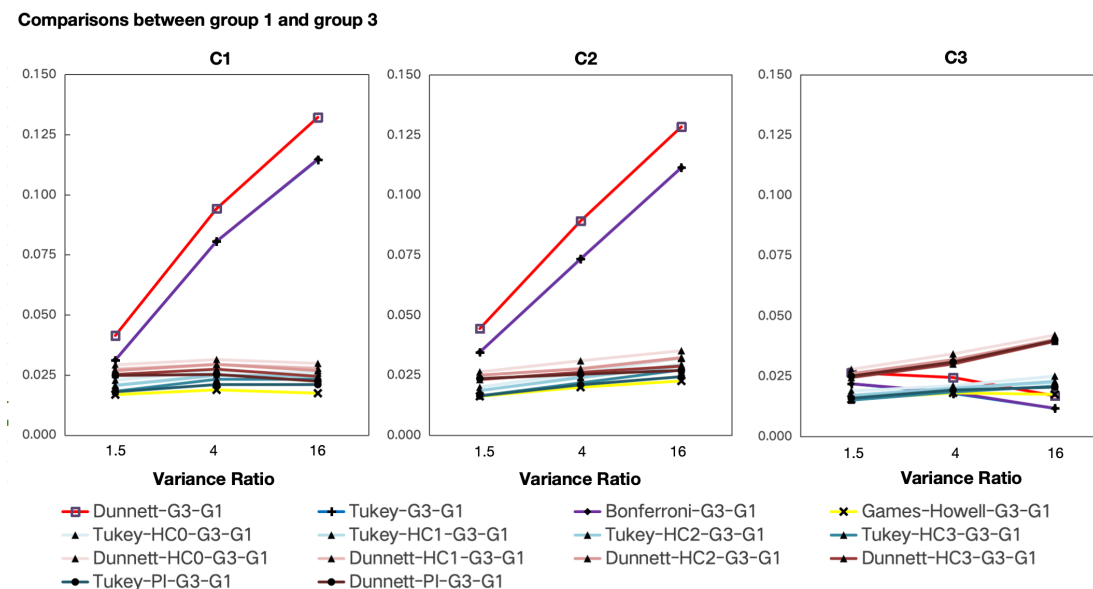 Comparisons between group 1 and group 3
C1 C2 C3
0.150 0.150 0.150
0.125 0.125 0.125
0.100 0.100 0.100
0.075 0.075 0.075
0.050 0.050 0.050
0.025 0.025 0.025
0.000 0.000 0.000
1.5 4 16 1.5 4 16 1.5 4 16
Variance Ratio Variance Ratio Variance Ratio
Dunnett-G3-G1 Tukey-G3-G1 Bonferroni-G3-G1 Games-Howell-G3-G1
Tukey-HC0-G3-G1 Tukey-HC1-G3-G1 Tukey-HC2-G3-G1 Tukey-HC3-G3-G1
Dunnett-HC0-G3-G1 Dunnett-HC1-G3-G1 Dunnett-HC2-G3-G1 Dunnett-HC3-G3-G1
Tukey-PI-G3-G1 Dunnett-PI-G3-G1